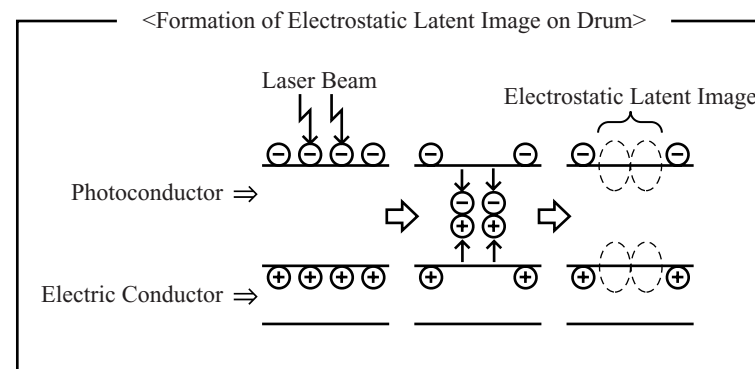 <Formation of Electrostatic Latent Image on Drum>
Laser Beam
Electrostatic Latent Image
Photoconductor ⇒
Electric Conductor ⇒